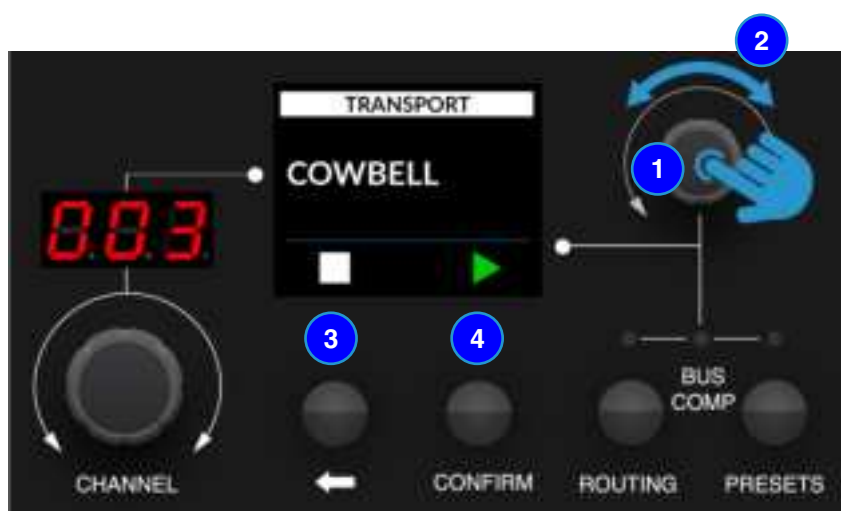 2
TRANSPORT
1
COWBELL
003
3
4
BUS
COMP
CHANNEL
CONFIRM
ROUTING
PRESETS